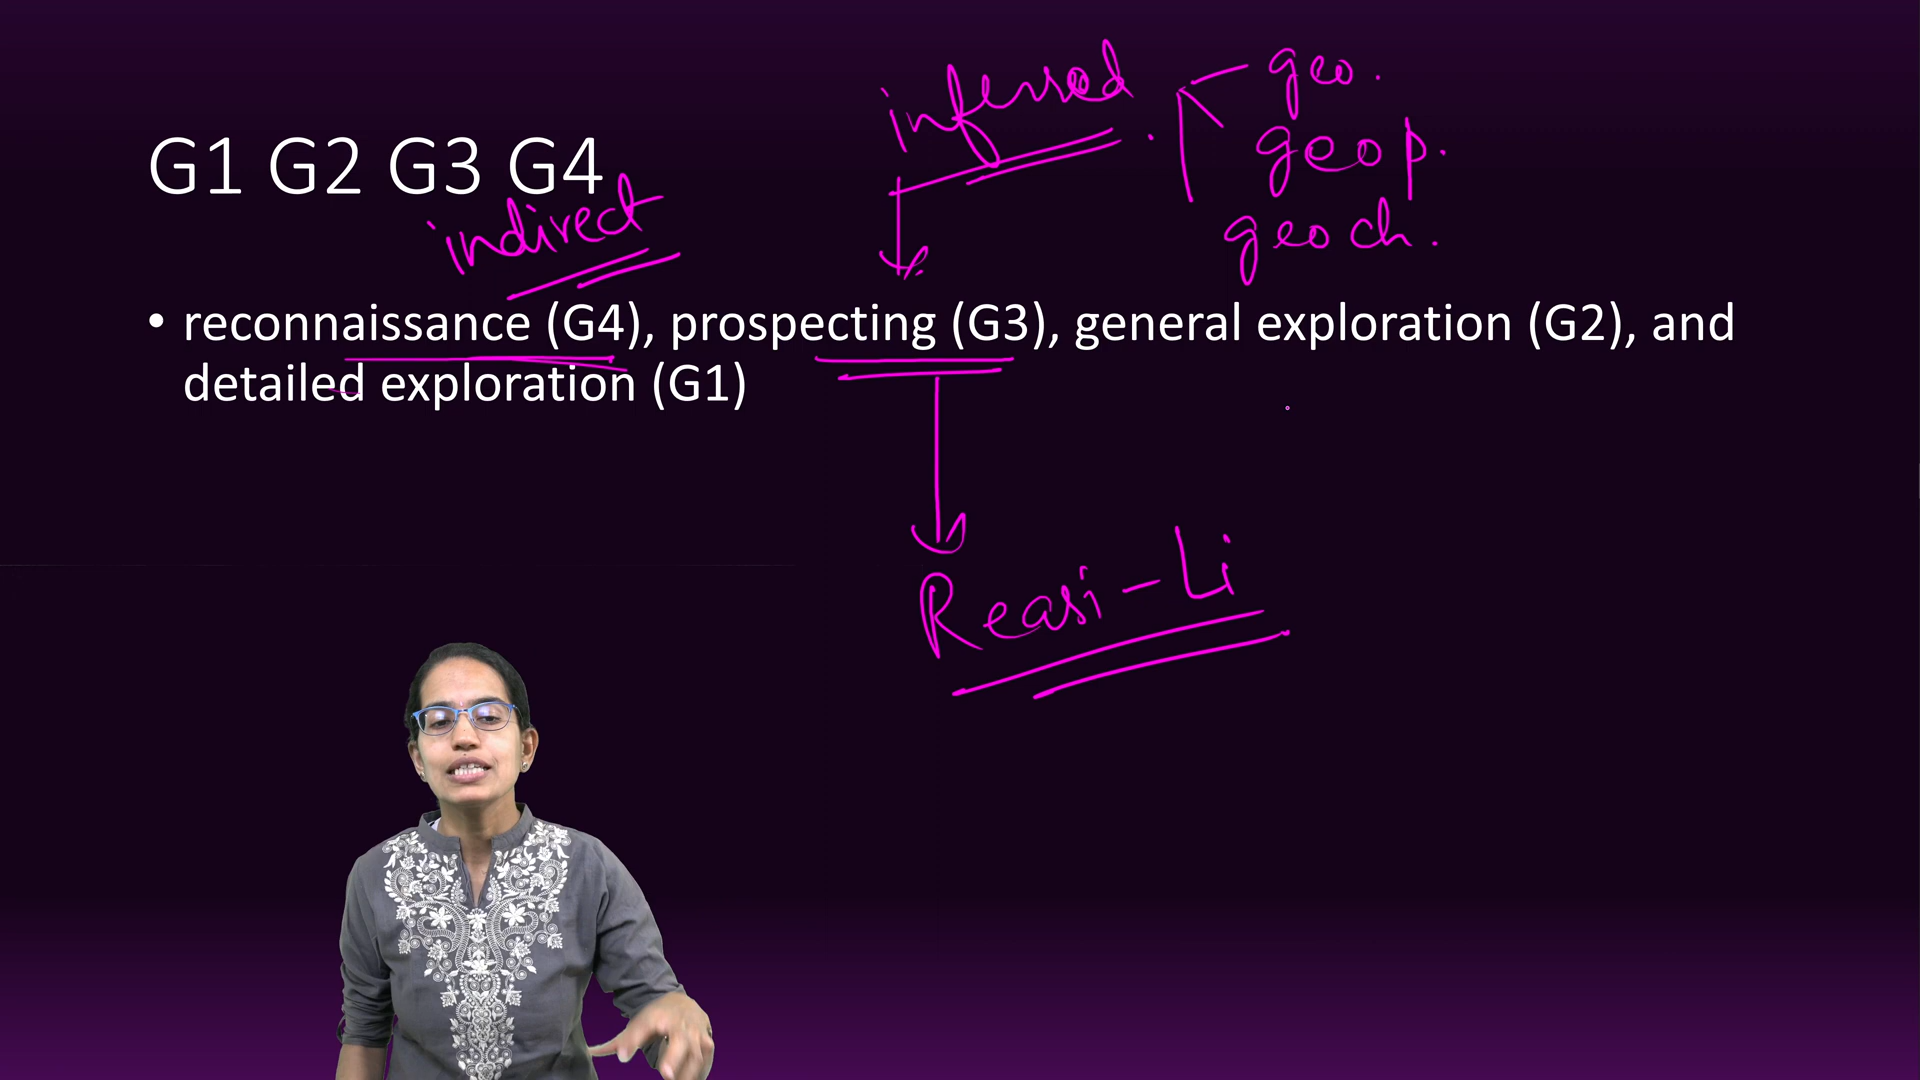 inferred . geo.
geop.
geoch.
G1 G2 G3 G4
indirect
• reconnaissance (G4), prospecting (G3), general exploration (G2), and
detailed exploration (G1)
Reasi - Li